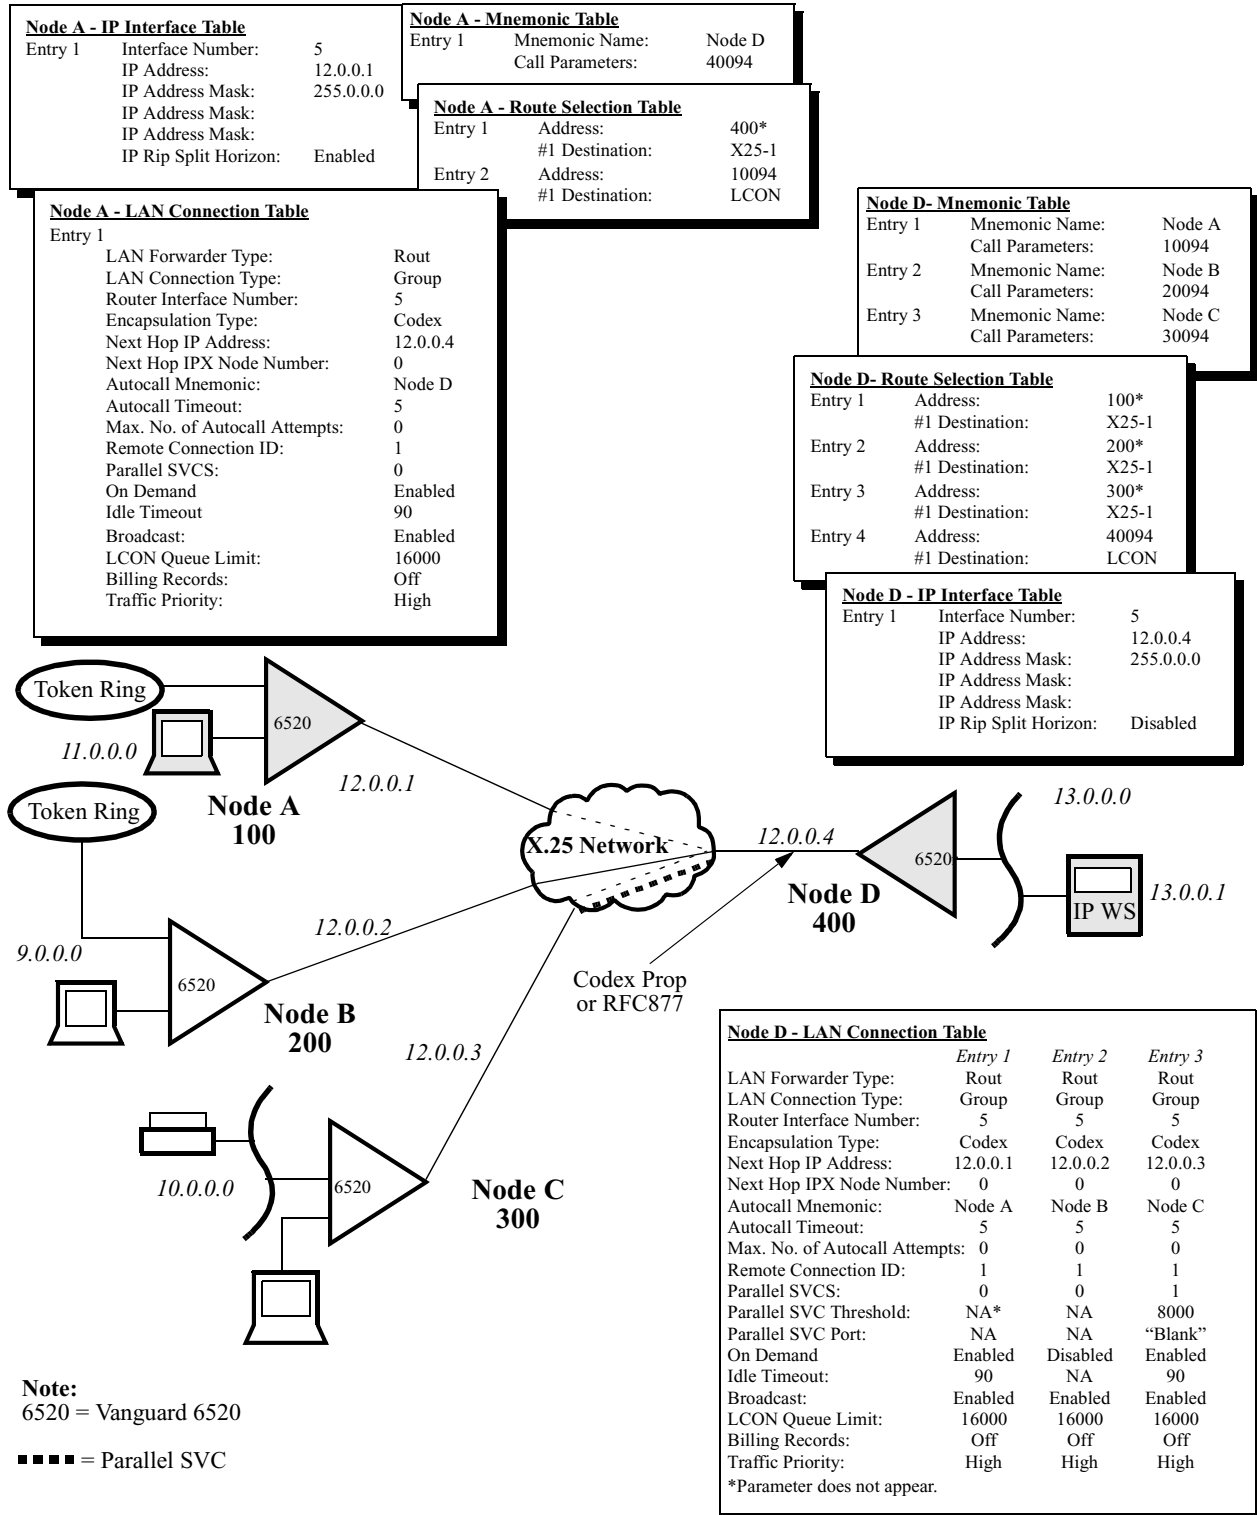 Node A - IP Interface Table
Entry 1 Interface Number: 5
IP Address: 12.0.0.1
IP Address Mask: 255.0.0.0
IP Address Mask:
IP Address Mask:
IP Rip Split Horizon: Enabled
Node A - Mnemonic Table
Entry 1 Mnemonic Name: Node D
Call Parameters: 40094
Node A - Route Selection Table
Entry 1 Address: 400*
#1 Destination: X25-1
Entry 2 Address: 10094
#1 Destination: LCON
Node A - LAN Connection Table
Entry 1
LAN Forwarder Type: Rout
LAN Connection Type: Group
Router Interface Number: 5
Encapsulation Type: Codex
Next Hop IP Address: 12.0.0.4
Next Hop IPX Node Number: 0
Autocall Mnemonic: Node D
Autocall Timeout: 5
Max. No. of Autocall Attempts: 0
Remote Connection ID: 1
Parallel SVCS: 0
On Demand Enabled
Idle Timeout 90
Broadcast: Enabled
LCON Queue Limit: 16000
Billing Records: Off
Traffic Priority: High
Node D- Mnemonic Table
Entry 1 Mnemonic Name: Node A
Call Parameters: 10094
Entry 2 Mnemonic Name: Node B
Call Parameters: 20094
Entry 3 Mnemonic Name: Node C
Call Parameters: 30094
Node D- Route Selection Table
Entry 1 Address: 100*
#1 Destination: X25-1
Entry 2 Address: 200*
#1 Destination: X25-1
Entry 3 Address: 300*
#1 Destination: X25-1
Entry 4 Address: 40094
#1 Destination: LCON
Node D - IP Interface Table
Entry 1 Interface Number: 5
IP Address: 12.0.0.4
IP Address Mask: 255.0.0.0
IP Address Mask:
IP Address Mask:
IP Rip Split Horizon: Disabled
Token Ring
6520
11.0.0.0
12.0.0.1
Node A
100
Token Ring
9.0.0.0
6520
12.0.0.2
Node B
200
X.25 Network
12.0.0.4
6520
Node D
400
13.0.0.0
IP WS
13.0.0.1
Codex Prop
or RFC877
12.0.0.3
10.0.0.0
6520
Node C
300
Node D - LAN Connection Table
Entry 1 Entry 2 Entry 3
LAN Forwarder Type: Rout Rout Rout
LAN Connection Type: Group Group Group
Router Interface Number: 5 5 5
Encapsulation Type: Codex Codex Codex
Next Hop IP Address: 12.0.0.1 12.0.0.2 12.0.0.3
Next Hop IPX Node Number: 0 0 0
Autocall Mnemonic: Node A Node B Node C
Autocall Timeout: 5 5 5
Max. No. of Autocall Attempts: 0 0 0
Remote Connection ID: 1 1 1
Parallel SVCS: 0 0 1
Parallel SVC Threshold: NA* NA 8000
Parallel SVC Port: NA NA “Blank”
On Demand Enabled Disabled Enabled
Idle Timeout: 90 NA 90
Broadcast: Enabled Enabled Enabled
LCON Queue Limit: 16000 16000 16000
Billing Records: Off Off Off
Traffic Priority: High High High
*Parameter does not appear.
Note:
6520 = Vanguard 6520
= Parallel SVC